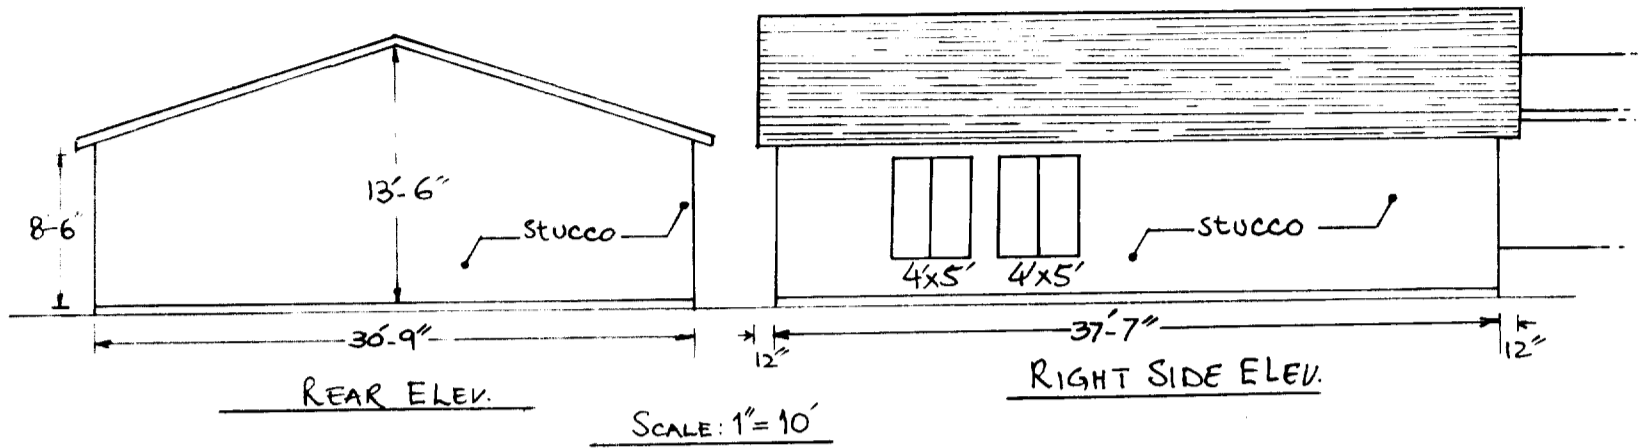 8-6"
13'-6"
stucco
30'-9"
REAR ELEV.
4'x5' 4'x5'
stucco
12" 37'-7" 12"
RIGHT SIDE ELEV.
SCALE: 1"= 10'